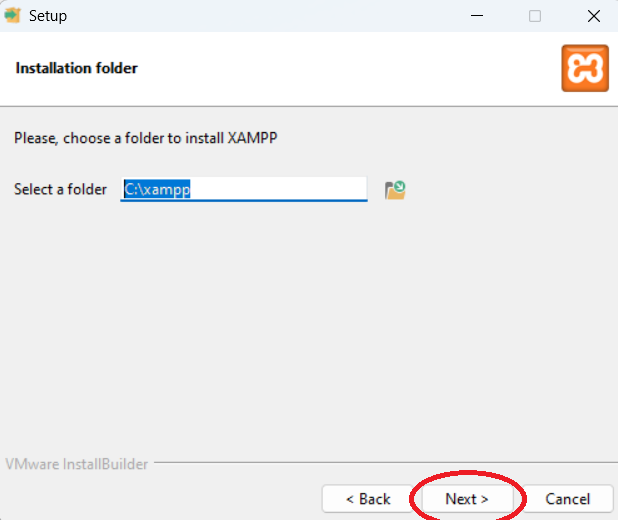 Setup
Installation folder
Please, choose a folder to install XAMPP
Select a folder C:\xampp
VMware InstallBuilder
< Back Next > Cancel